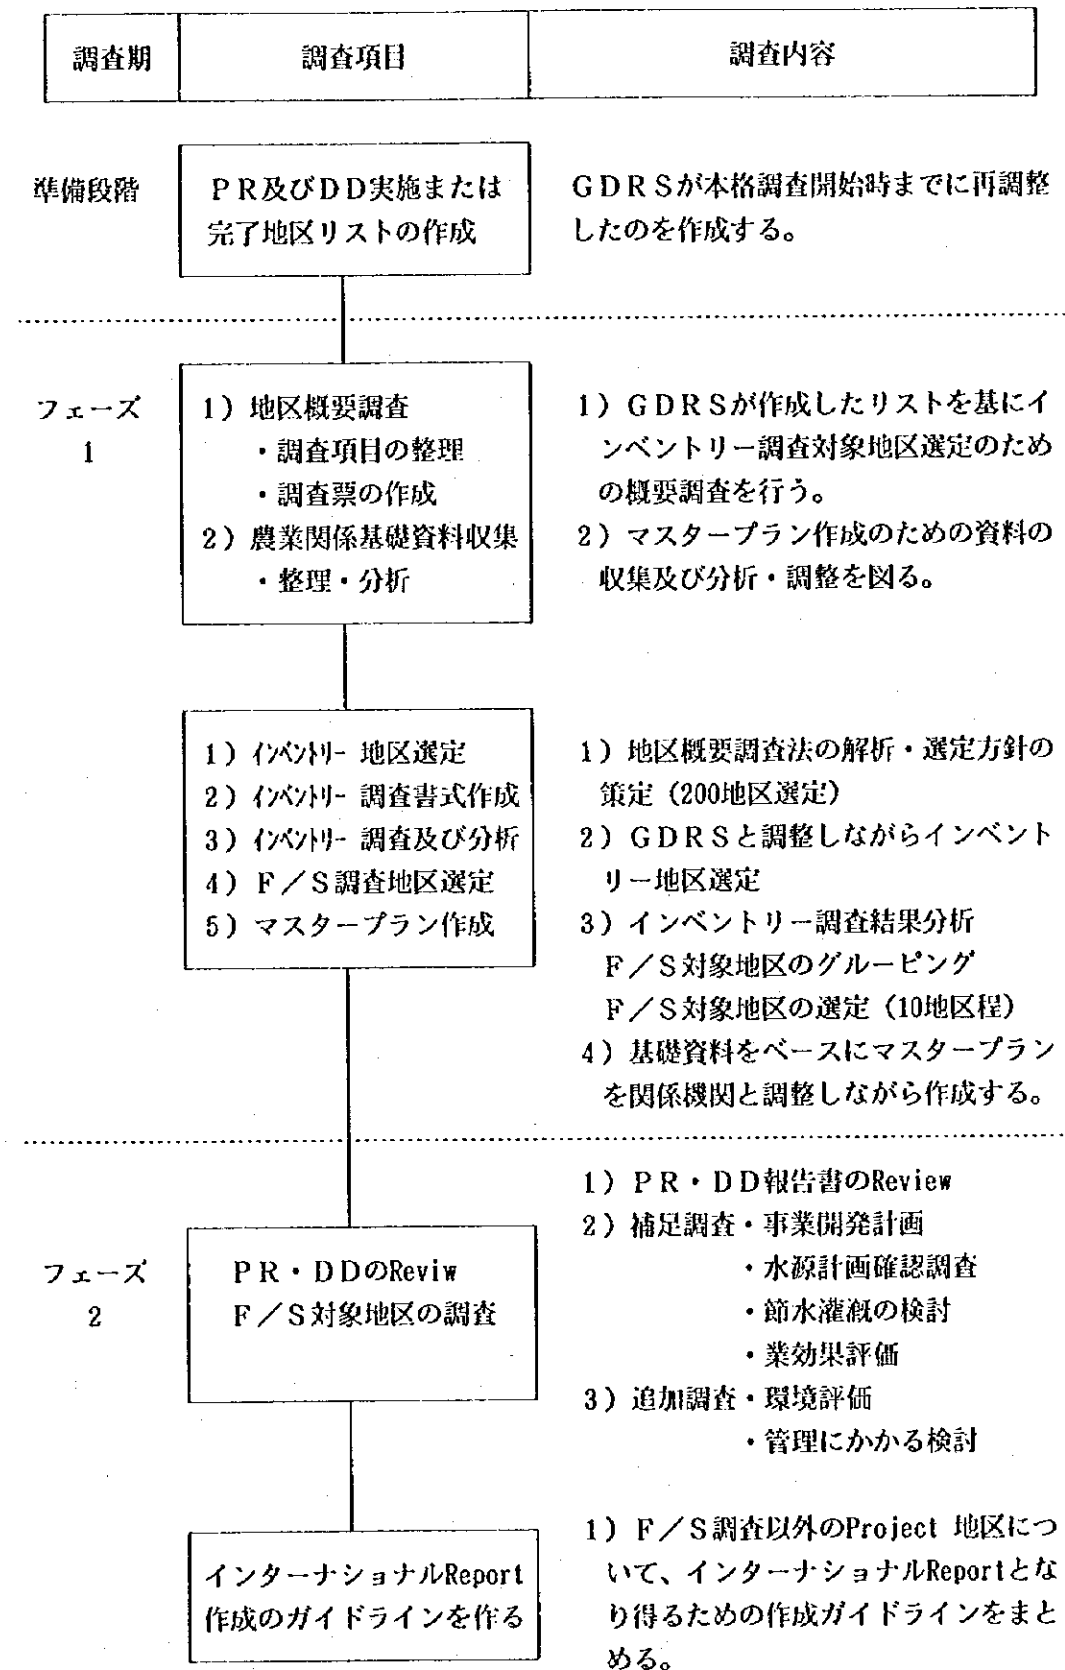 調査期 調査項目 調査内容
準備段階
PR及びDD実施または
完了地区リストの作成
GDRSが本格調査開始時までに再調整
したのを作成する。
フェーズ
1
1）地区概要調査
・調査項目の整理
・調査票の作成
2）農業関係基礎資料収集
・整理・分析
1）GDRSが作成したリストを基にイ
ンベントリー調査対象地区選定のため
の概要調査を行う。
2）マスタープラン作成のための資料の
収集及び分析・調整を図る。
1）インベントリー 地区選定
2）インベントリー 調査書式作成
3）インベントリー 調査及び分析
4）F／S調査地区選定
5）マスタープラン作成
1）地区概要調査法の解析・選定方針の
策定（200地区選定）
2）GDRSと調整しながらインベント
リー地区選定
3）インベントリー調査結果分析
F／S対象地区のグルーピング
F／S対象地区の選定（10地区程）
4）基礎資料をベースにマスタープラン
を関係機関と調整しながら作成する。
フェーズ
2
PR・DDのReviw
F／S対象地区の調査
1）PR・DD報告書のReview
2）補足調査・事業開発計画
・水源計画確認調査
・節水灌漑の検討
・業効果評価
3）追加調査・環境評価
・管理にかかる検討
インターナショナルReport
作成のガイドラインを作る
1）F／S調査以外のProject 地区につ
いて、インターナショナルReportとな
り得るための作成ガイドラインをまと
める。